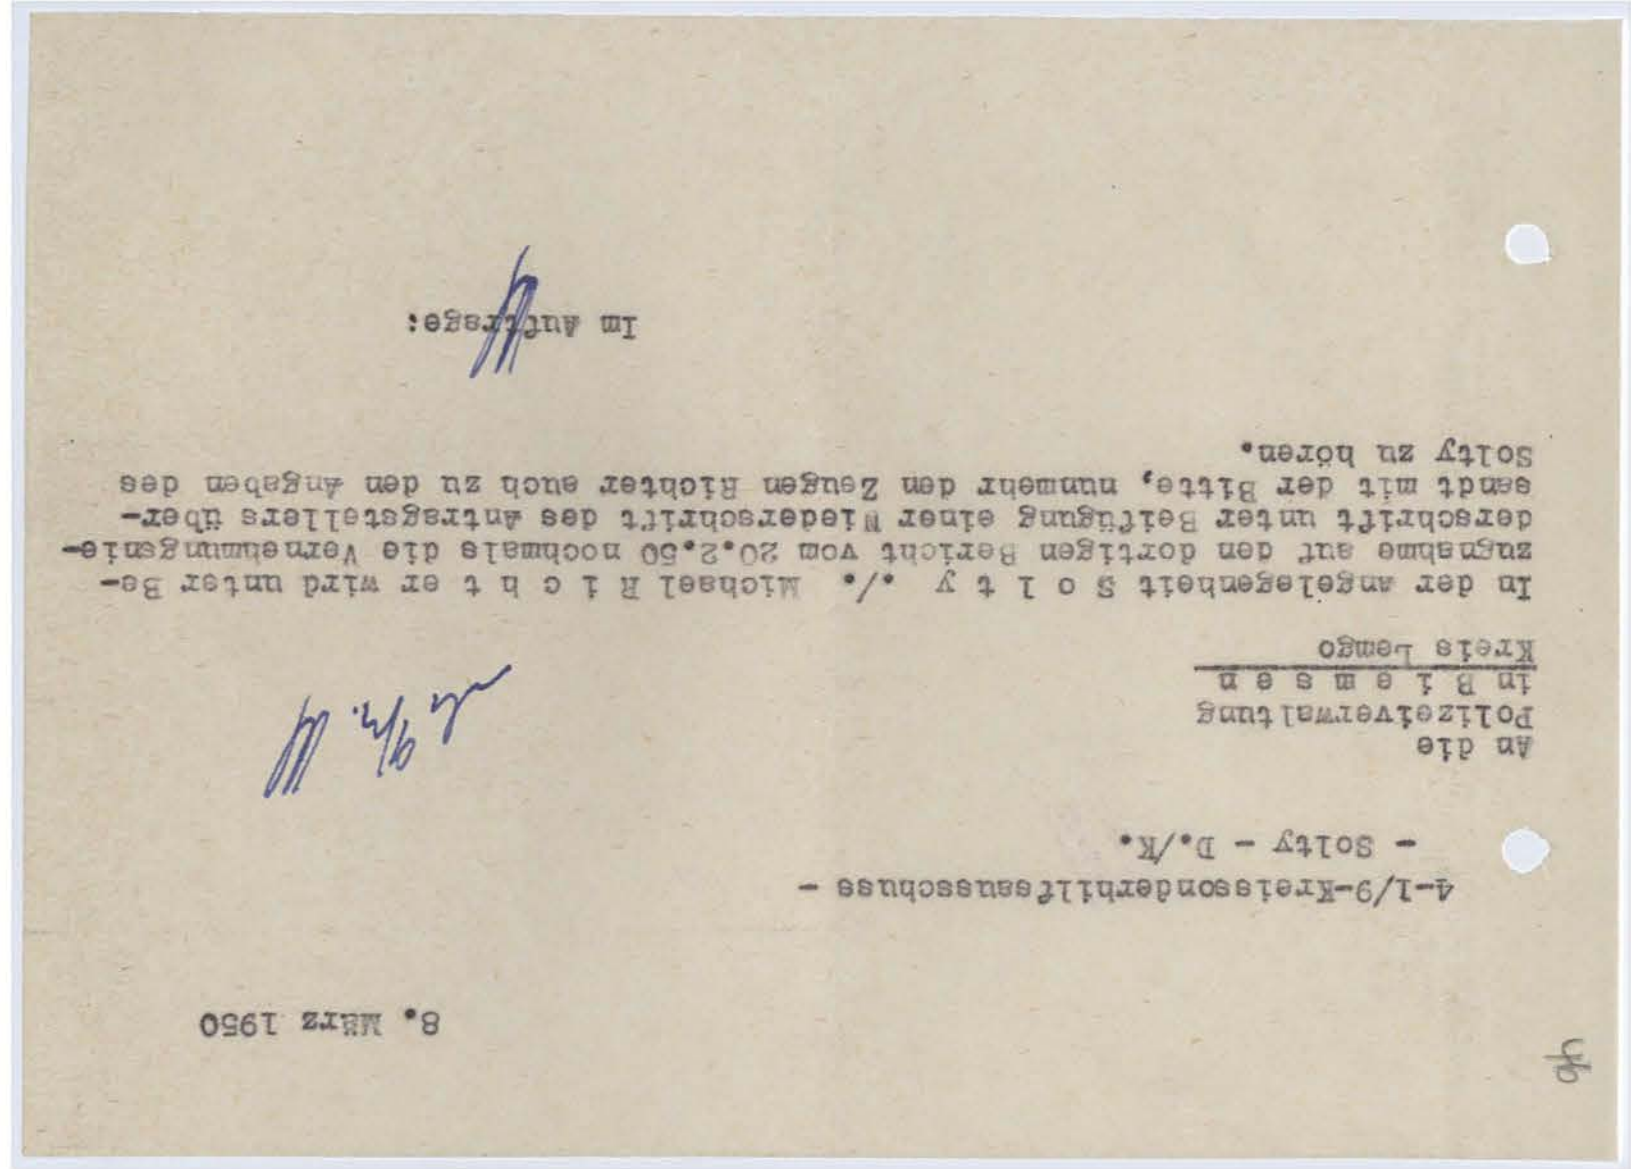 8. März 1950
4-1/9-Kreissonderhilfsausschuss -
- Solty - D./K.
An die
Polizeiverwaltung
in B i e m s e n
Kreis Lemgo
In der Angelegenheit S o l t y ./. Michael R i c h t er wird unter Be-
zugnahme auf den dortigen Bericht vom 20.2.50 nochmals die Vernehmungsnie-
derschrift unter Beifügung einer Niederschrift des Antragstellers über-
sandt mit der Bitte, nunmehr den Zeugen Richter auch zu den Angaben des
Solty zu hören.
Im Auftrage: